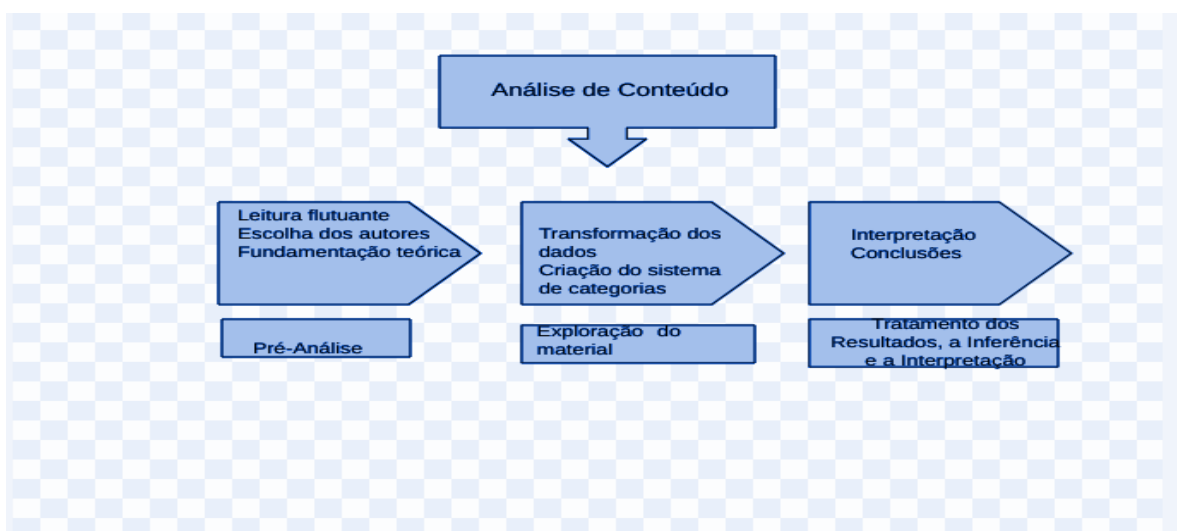 Análise de Conteúdo
Leitura flutuante
Escolha dos autores
Fundamentação teórica
Transformação dos
dados
Criação do sistema
de categorias
Interpretação
Conclusões
Pré-Análise
Exploração do
material
Tratamento dos
Resultados, a Inferência
e a Interpretação